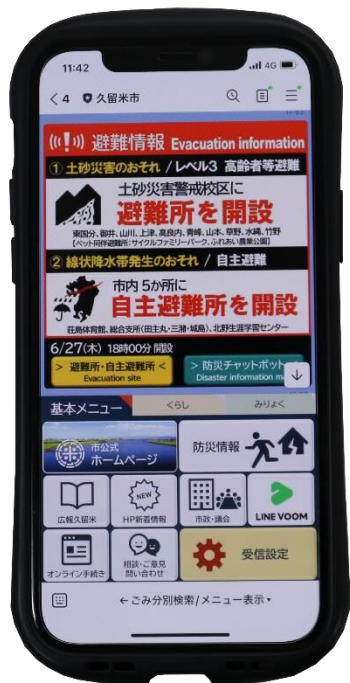 11:42
4G
4 久留米市
避難情報 Evacuation information
① 土砂災害のおそれ / レベル3 高齢者等避難
土砂災害警戒校区に
避難所を開設
東国分、御井、山川、上津、高良内、青峰、山本、草野、水縄、竹野
【ペット同伴避難所:サイクルファミリーパーク、ふれあい農業公園】
② 線状降水帯発生のおそれ / 自主避難
市内 5か所に
自主避難所を開設
荘島体育館、総合支所(田主丸・三潴・城島)、北野生涯学習センター
6/27(木) 18時00分 開設
> 避難所・自主避難所 <
Evacuation site
> 防災チャットボット
Disaster information
基本メニュー
くらし
みりょく
市公式
ホームページ
防災情報
広報久留米
NEW
HP新着情報
市政・議会
LINE VOOM
オンライン手続き
相談・ご意見
問い合わせ
受信設定
←ごみ分別検索/メニュー表示▾